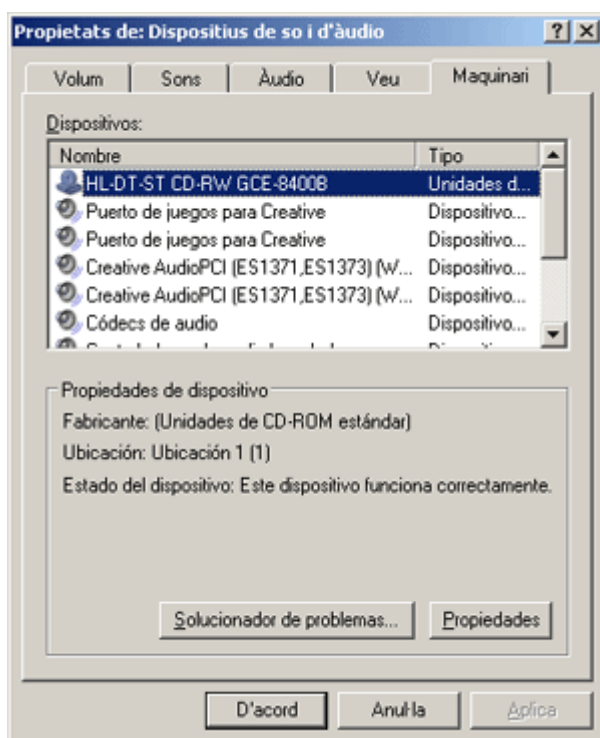 Propietats de: Dispositius de so i d'àudio
Volum Sons Àudio Veu Maquinari
Dispositivos:
Nombre Tipo
HL-DT-ST CD-RW GCE-8400B Unidades d...
Puerto de juegos para Creative Dispositivo...
Puerto de juegos para Creative Dispositivo...
Creative AudioPCI (ES1371,ES1373) (W... Dispositivo...
Creative AudioPCI (ES1371,ES1373) (W... Dispositivo...
Códecs de audio Dispositivo...
Propiedades de dispositivo
Fabricante: (Unidades de CD-ROM estándar)
Ubicación: Ubicación 1 (1)
Estado del dispositivo: Este dispositivo funciona correctamente.
Solucionador de problemas... Propiedades
D'acord Anul·la Aplica